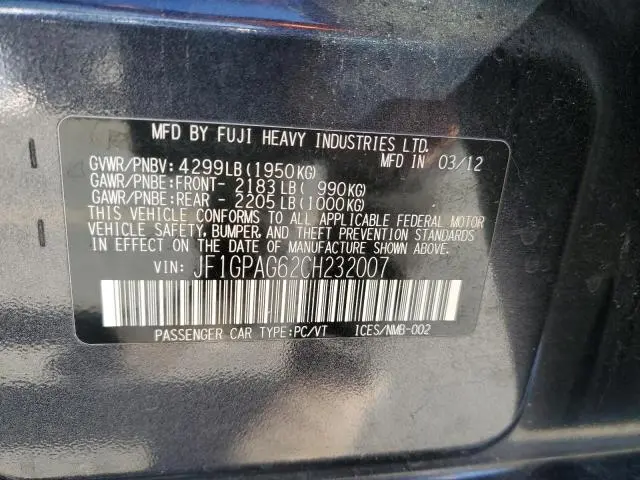 MFD BY FUJI HEAVY INDUSTRIES LTD.
MFD IN 03/12
GVWR/PNBV: 4299LB(1950KG)
GAWR/PNBE:FRONT- 2183LB( 990KG)
GAWR/PNBE:REAR - 2205LB(1000KG)
THIS VEHICLE CONFORMS TO ALL APPLICABLE FEDERAL MOTOR
VEHICLE SAFETY, BUMPER, AND THEFT PREVENTION STANDARDS
IN EFFECT ON THE DATE OF MANUFACTURE SHOWN ABOVE.
VIN: JF1GPAG62CH232007
PASSENGER CAR TYPE:PC/VT ICES/NMB-002